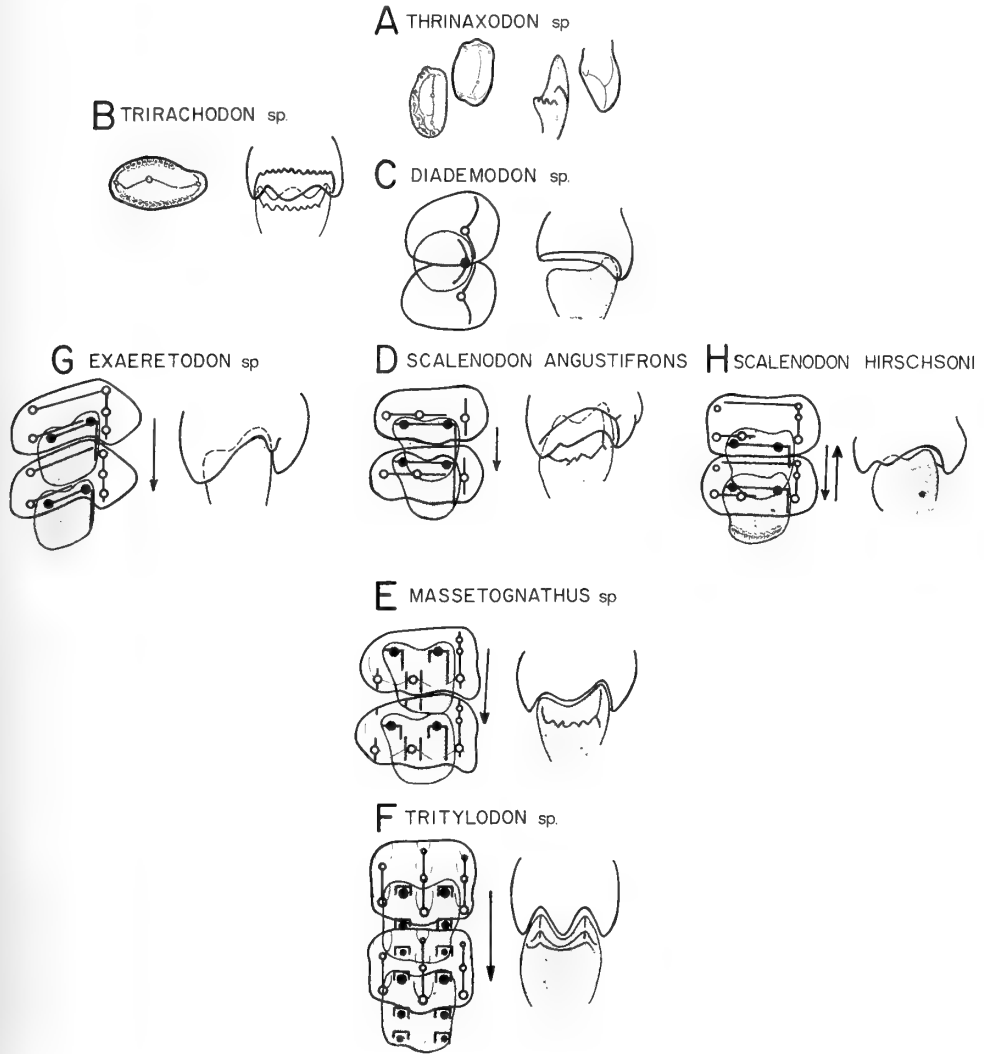 A THRINAXODON sp
B TRIRACHODON sp.
C DIADEMODON sp.
G EXAERETODON sp
D SCALENODON ANGUSTIFRONS
H SCALENODON HIRSCHSONI
E MASSETOGNATHUS sp
F TRITYLODON sp.